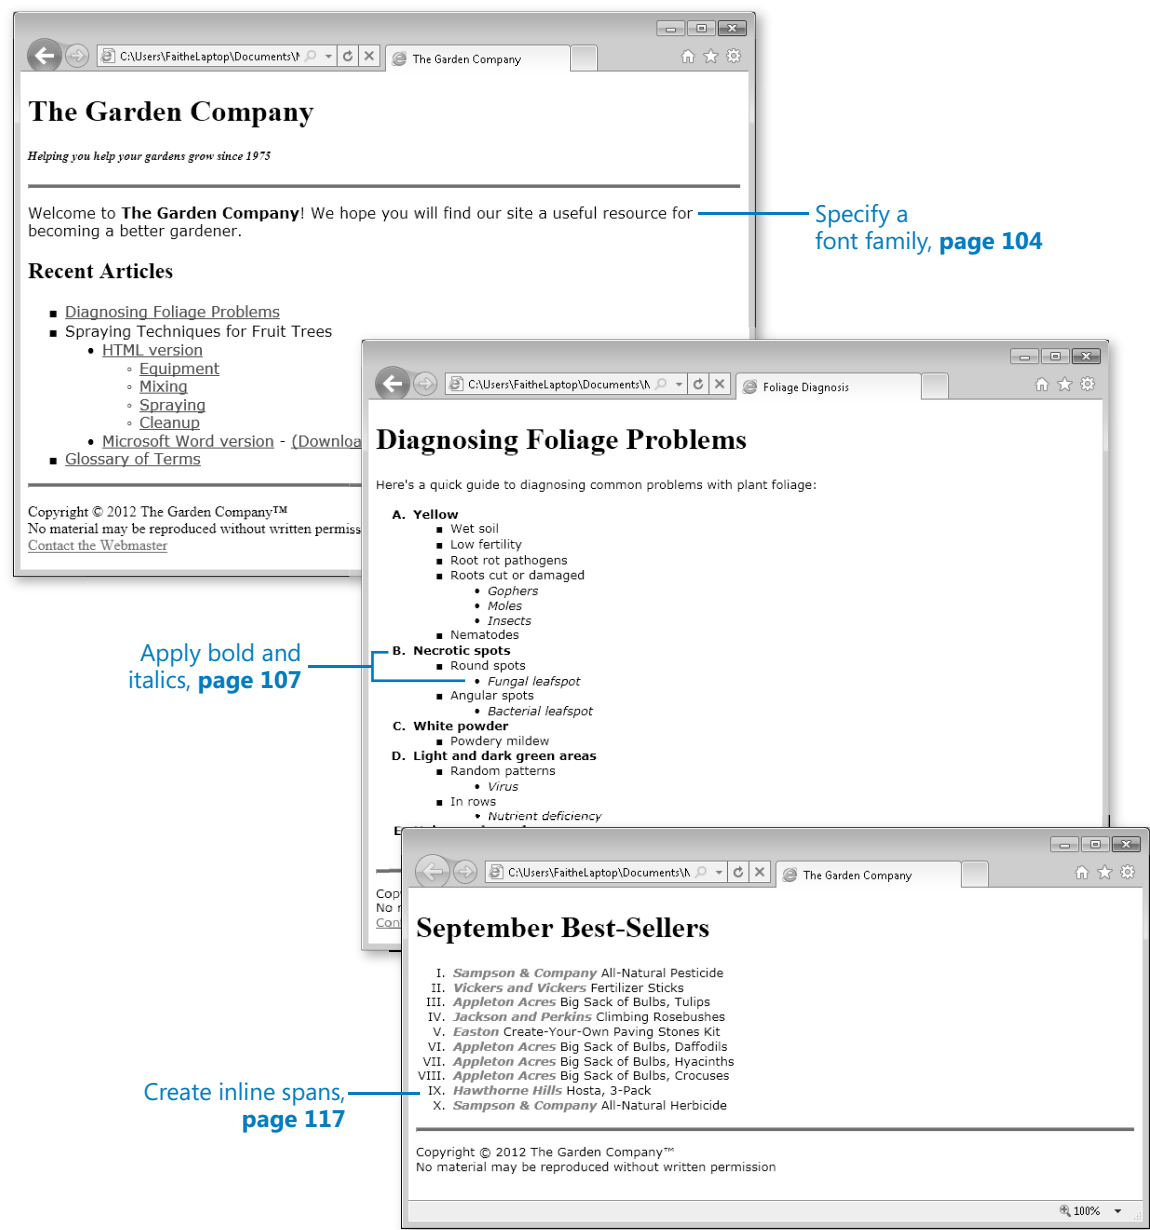 C:\Users\FaitheLaptop\Documents\
The Garden Company
The Garden Company
Helping you help your gardens grow since 1975
Welcome to The Garden Company! We hope you will find our site a useful resource for
becoming a better gardener.
Specify a
font family, page 104
Recent Articles
Diagnosing Foliage Problems
Spraying Techniques for Fruit Trees
HTML version
Equipment
Mixing
Spraying
Cleanup
Microsoft Word version - (Downloa
Glossary of Terms
Copyright © 2012 The Garden Company™
No material may be reproduced without written permiss
Contact the Webmaster
C:\Users\FaitheLaptop\Documents\
Foliage Diagnosis
Diagnosing Foliage Problems
Here's a quick guide to diagnosing common problems with plant foliage:
A. Yellow
Wet soil
Low fertility
Root rot pathogens
Roots cut or damaged
Gophers
Moles
Insects
Nematodes
B. Necrotic spots
Round spots
Fungal leafspot
Angular spots
Bacterial leafspot
C. White powder
Powdery mildew
D. Light and dark green areas
Random patterns
Virus
In rows
Nutrient deficiency
E.
Copy
No r
Con
Apply bold and
italics, page 107
C:\Users\FaitheLaptop\Documents\
The Garden Company
September Best-Sellers
I. Sampson & Company All-Natural Pesticide
II. Vickers and Vickers Fertilizer Sticks
III. Appleton Acres Big Sack of Bulbs, Tulips
IV. Jackson and Perkins Climbing Rosebushes
V. Easton Create-Your-Own Paving Stones Kit
VI. Appleton Acres Big Sack of Bulbs, Daffodils
VII. Appleton Acres Big Sack of Bulbs, Hyacinths
VIII. Appleton Acres Big Sack of Bulbs, Crocuses
IX. Hawthorne Hills Hosta, 3-Pack
X. Sampson & Company All-Natural Herbicide
Create inline spans,
page 117
Copyright © 2012 The Garden Company™
No material may be reproduced without written permission
100%